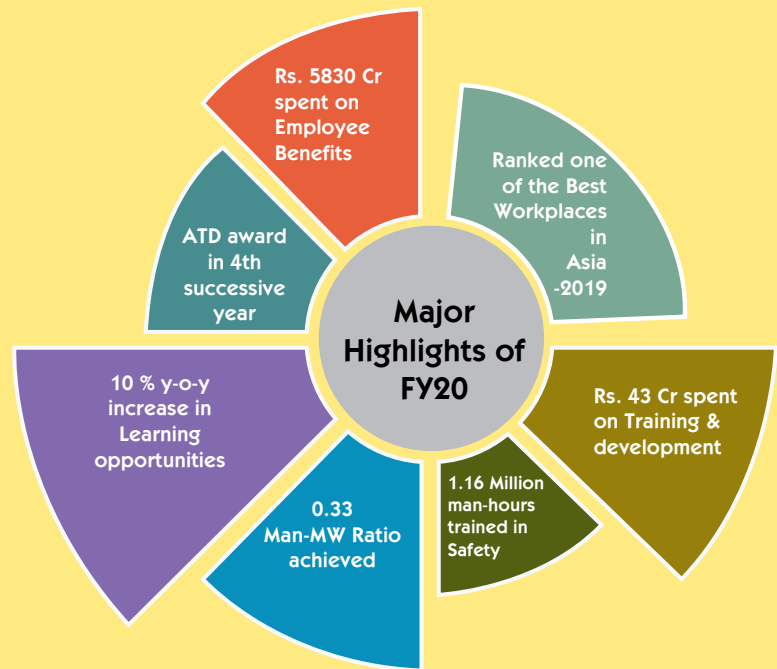 Major
Highlights of
FY20
Rs. 5830 Cr
spent on
Employee
Benefits
Ranked one
of the Best
Workplaces
in
Asia
-2019
Rs. 43 Cr spent
on Training &
development
1.16 Million
man-hours
trained in
Safety
0.33
Man-MW Ratio
achieved
10 % y-o-y
increase in
Learning
opportunities
ATD award
in 4th
successive
year